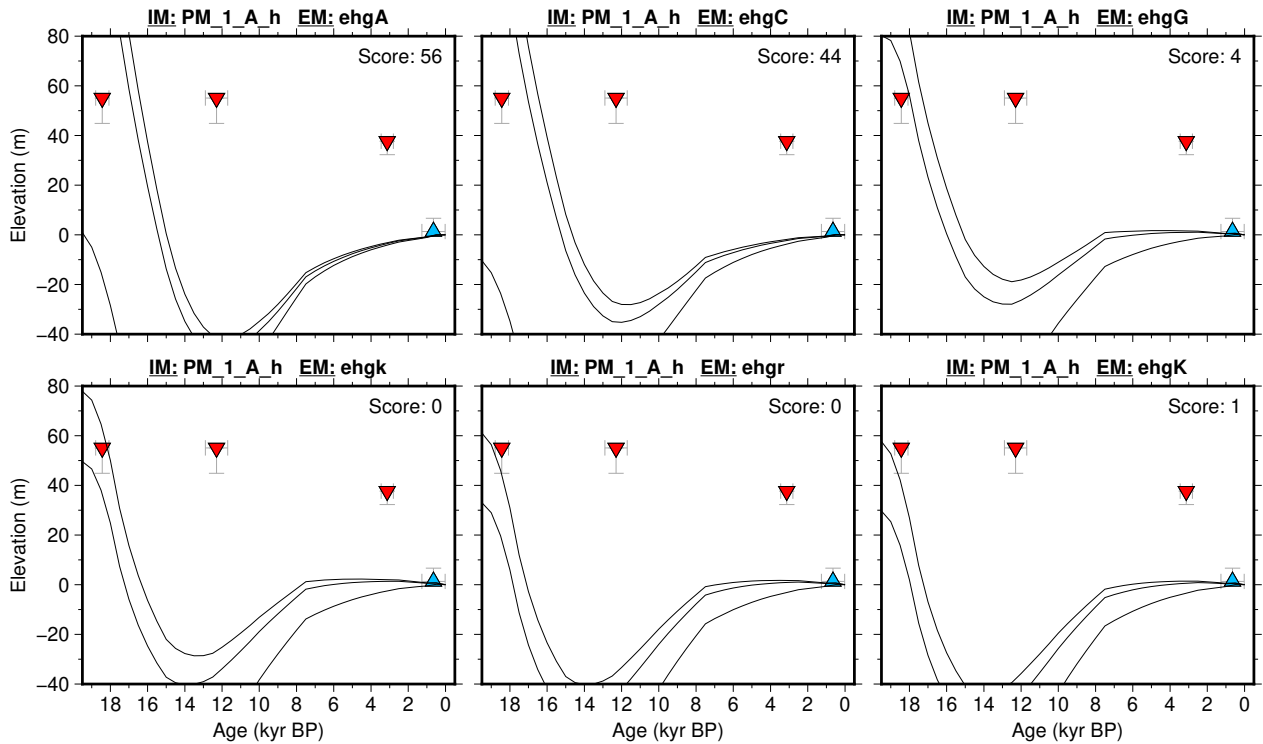 IM: PM_1_A_h EM: ehgA
IM: PM_1_A_h EM: ehgC
IM: PM_1_A_h EM: ehgG
80
60
40
20
0
−20
−40
Elevation (m)
Score: 56
Score: 44
Score: 4
IM: PM_1_A_h EM: ehgk
IM: PM_1_A_h EM: ehgr
IM: PM_1_A_h EM: ehgK
80
60
40
20
0
−20
−40
Elevation (m)
Score: 0
Score: 0
Score: 1
18 16 14 12 10 8 6 4 2 0
18 16 14 12 10 8 6 4 2 0
18 16 14 12 10 8 6 4 2 0
Age (kyr BP)
Age (kyr BP)
Age (kyr BP)